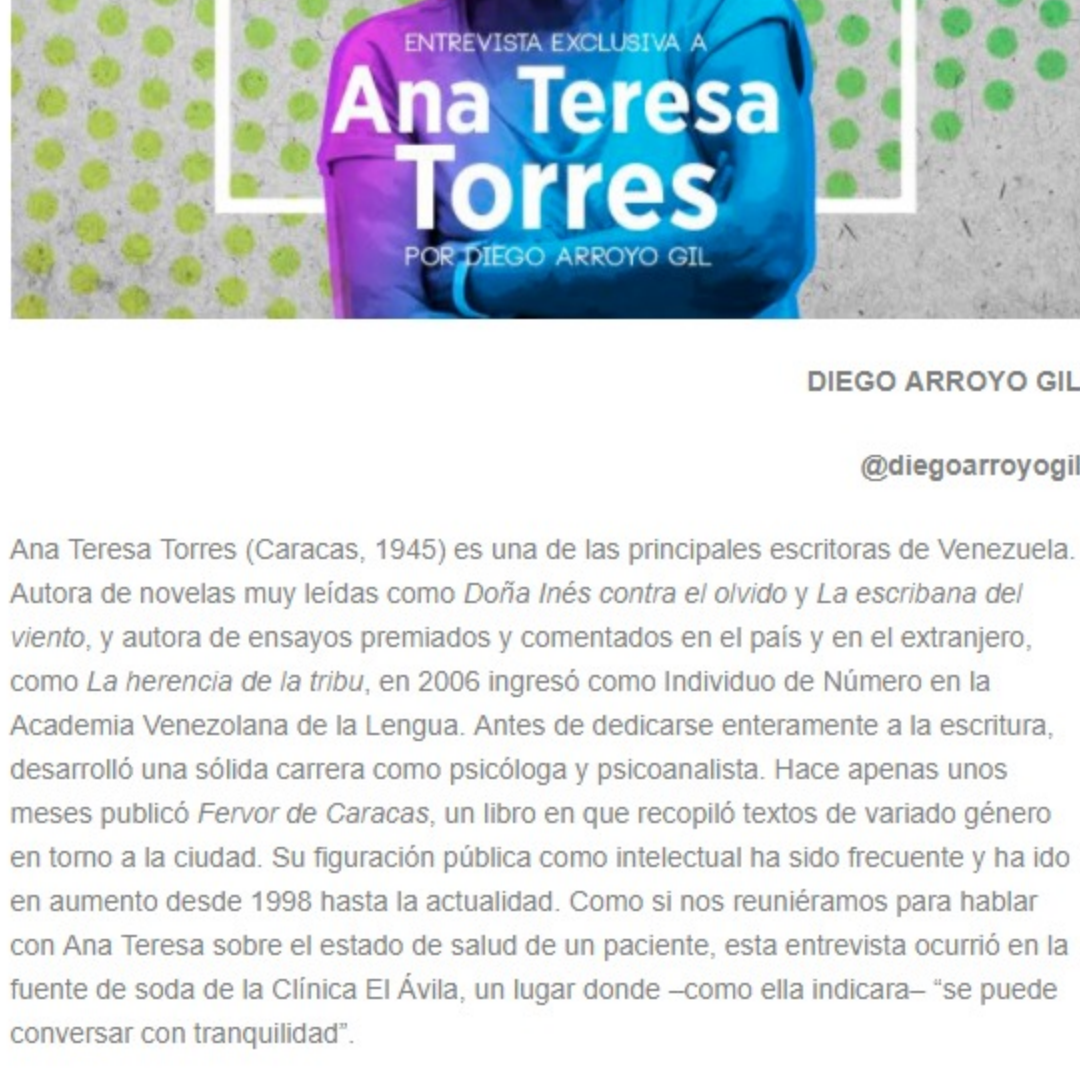 ENTREVISTA EXCLUSIVA A
Ana Teresa
Torres
POR DIEGO ARROYO GIL
DIEGO ARROYO GIL
@diegoarroyogil
Ana Teresa Torres (Caracas, 1945) es una de las principales escritoras de Venezuela.
Autora de novelas muy leídas como Doña Inés contra el olvido y La escribana del
viento, y autora de ensayos premiados y comentados en el país y en el extranjero,
como La herencia de la tribu, en 2006 ingresó como Individuo de Número en la
Academia Venezolana de la Lengua. Antes de dedicarse enteramente a la escritura,
desarrolló una sólida carrera como psicóloga y psicoanalista. Hace apenas unos
meses publicó Fervor de Caracas, un libro en que recopiló textos de variado género
en torno a la ciudad. Su figuración pública como intelectual ha sido frecuente y ha ido
en aumento desde 1998 hasta la actualidad. Como si nos reuniéramos para hablar
con Ana Teresa sobre el estado de salud de un paciente, esta entrevista ocurrió en la
fuente de soda de la Clínica El Ávila, un lugar donde –como ella indicara– “se puede
conversar con tranquilidad”.